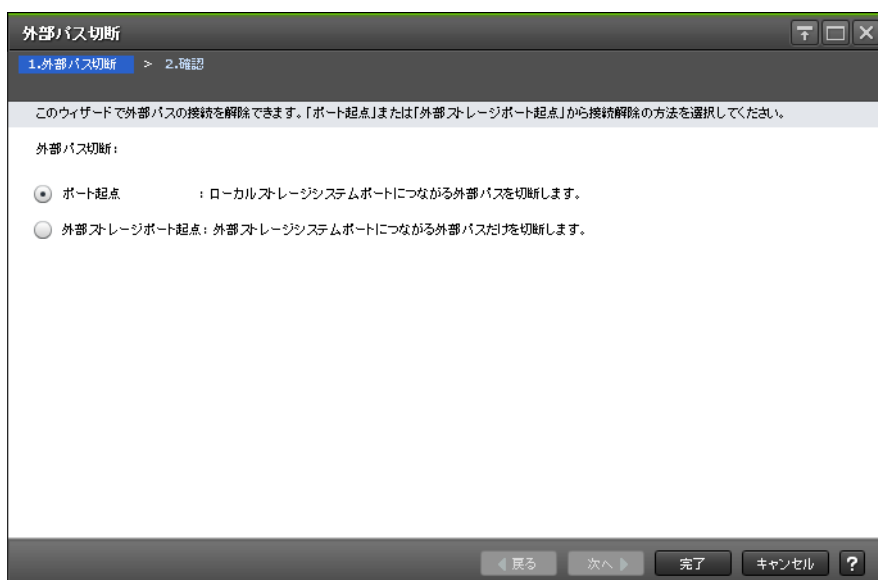 外部パス切断
1.外部パス切断 > 2.確認
このウィザードで外部パスの接続を解除できます。「ポート起点」または「外部ストレージポート起点」から接続解除の方法を選択してください。
外部パス切断:
ポート起点 : ローカルストレージシステムポートにつながる外部パスを切断します。
外部ストレージポート起点 : 外部ストレージシステムポートにつながる外部パスだけを切断します。
戻る 次へ 完了 キャンセル ?